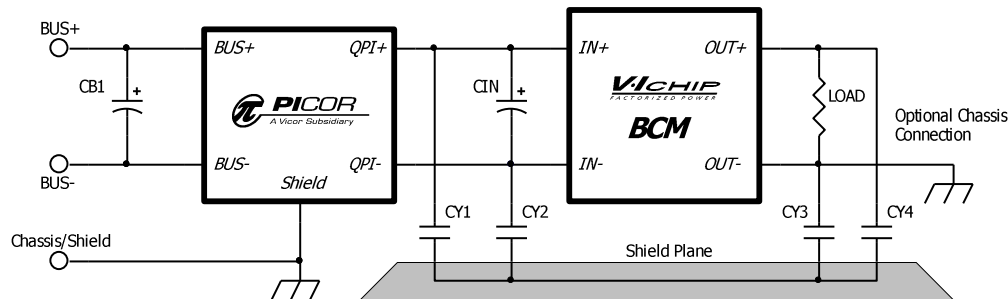 BUS+
BUS+
QPI+
IN+
OUT+
CB1
+
PICOR
A Vicor Subsidiary
CIN
+
V•I CHIP
FACTORIZED POWER
BCM
LOAD
Optional Chassis
Connection
BUS-
BUS-
QPI-
IN-
OUT-
Shield
CY1
CY2
CY3
CY4
Chassis/Shield
Shield Plane